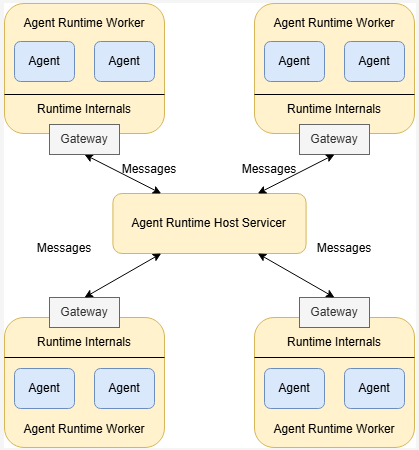 Agent Runtime Worker
Agent Agent
Runtime Internals
Gateway
Agent Runtime Worker
Agent Agent
Runtime Internals
Gateway
Messages
Messages
Agent Runtime Host Servicer
Messages
Messages
Gateway
Runtime Internals
Agent Agent
Agent Runtime Worker
Gateway
Runtime Internals
Agent Agent
Agent Runtime Worker